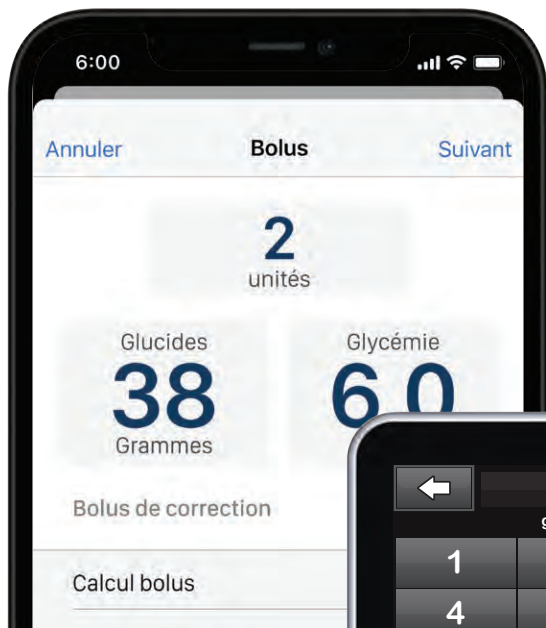 6:00
Annuler Bolus Suivant
2
unités
Glucides Glycémie
38 6.0
Grammes
Bolus de correction
Calcul bolus
1
4